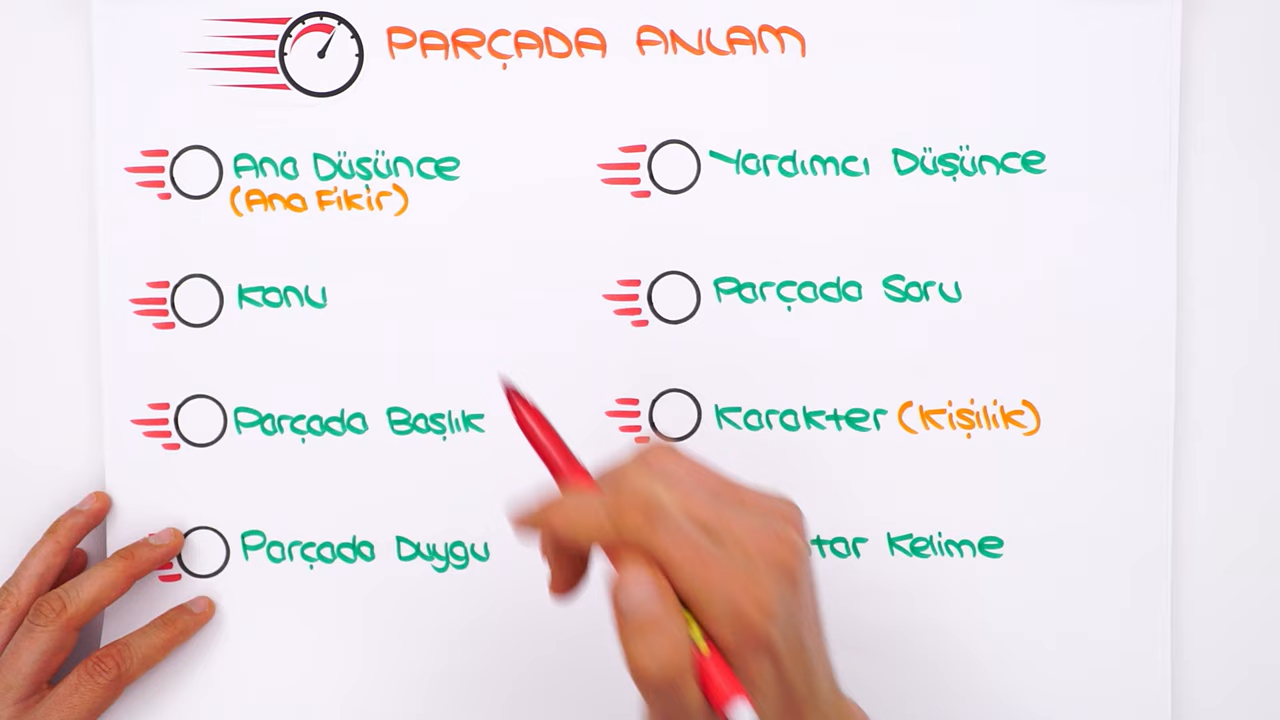 PARÇADA ANLAM
Ana Düşünce
(Ana Fikir)
Konu
Parçada Başlık
Parçada Duygu
Yardımcı Düşünce
Parçada Soru
Karakter (Kişilik)
Kelime